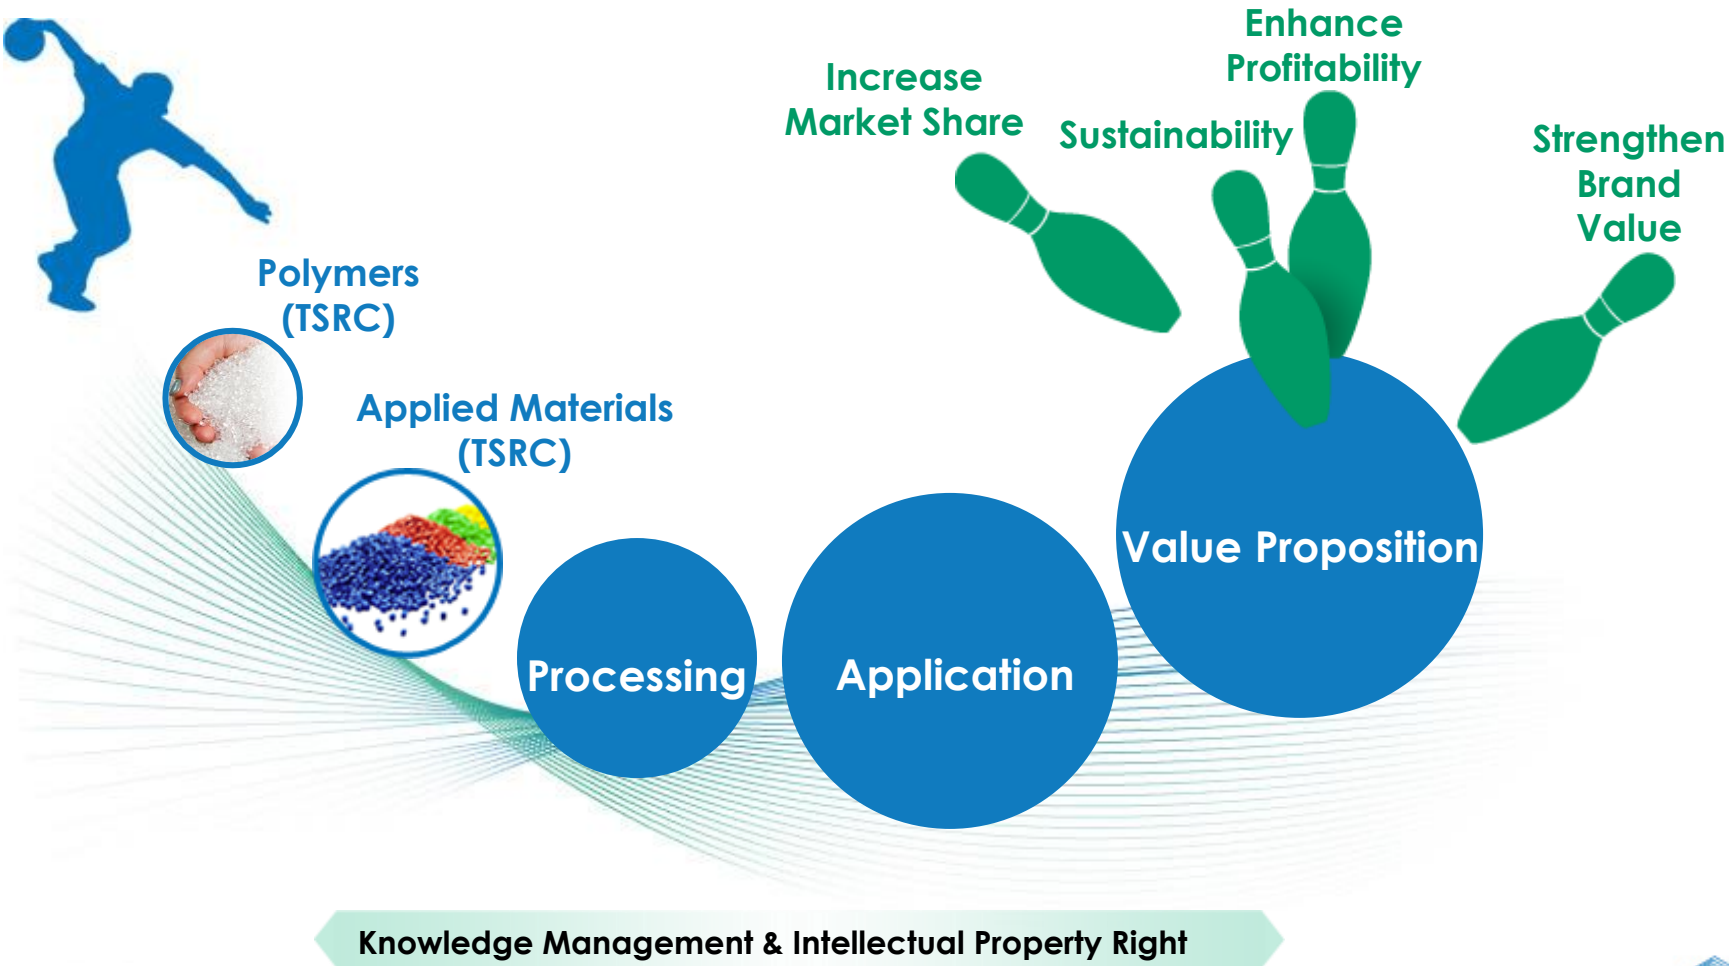 Enhance
Profitability
Increase
Market Share
Sustainability
Strengthen
Brand
Value
Polymers
(TSRC)
Applied Materials
(TSRC)
Processing
Application
Value Proposition
Knowledge Management & Intellectual Property Right